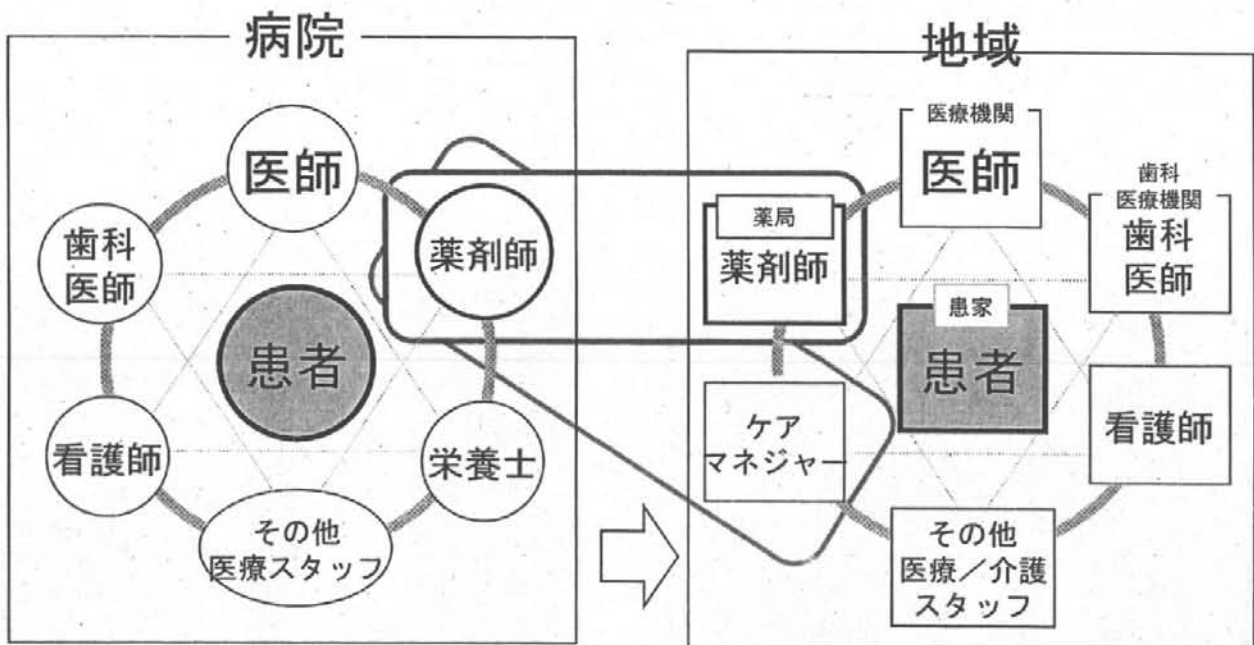 病院
医師
薬剤師
歯科
医師
患者
看護師
栄養士
その他
医療スタッフ
地域
医療機関
医師
歯科
医療機関
歯科
医師
薬局
薬剤師
患家
患者
ケア
マネジャー
看護師
その他
医療／介護
スタッフ